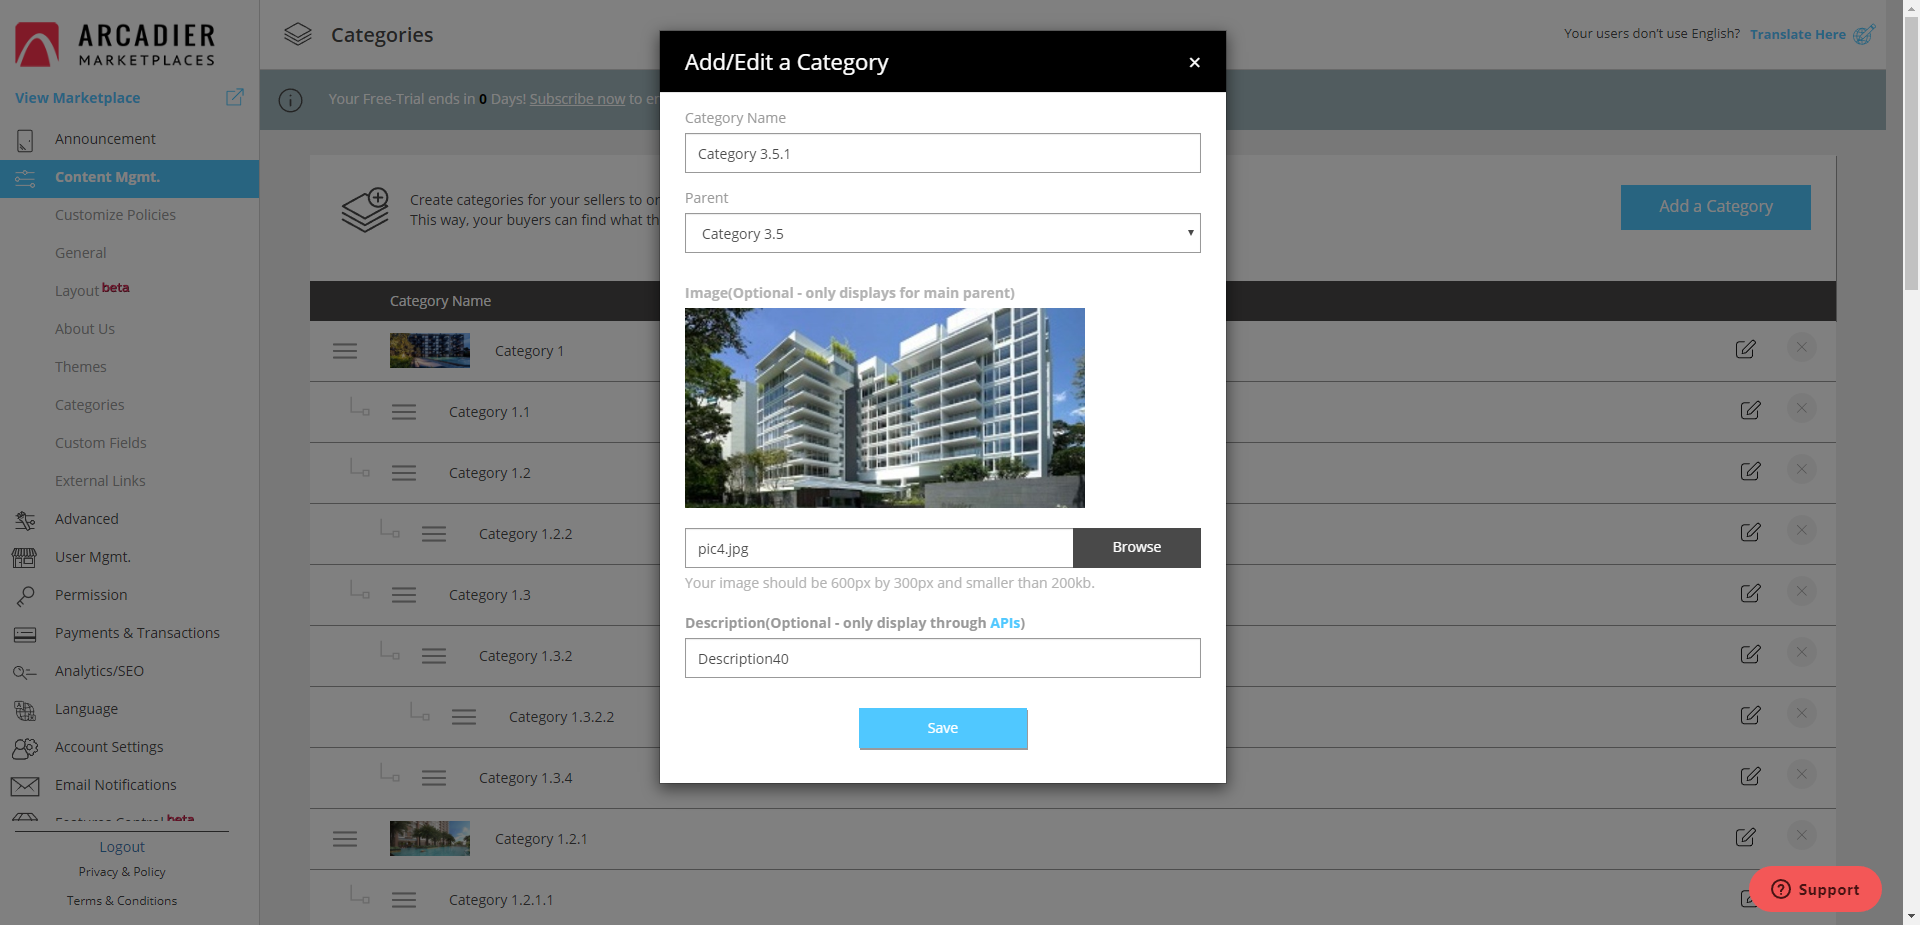 ARCADIER
MARKETPLACES
View Marketplace
Announcement
Content Mgmt.
Customize Policies
General
Layout beta
About Us
Themes
Categories
Custom Fields
External Links
Advanced
User Mgmt.
Permission
Payments & Transactions
Analytics/SEO
Language
Account Settings
Email Notifications
Features Control beta
Logout
Privacy & Policy
Terms & Conditions
Categories
Your users don't use English? Translate Here
Your Free-Trial ends in 0 Days! Subscribe now to
Create categories for your sellers to
This way, your buyers can find what
Add a Category
Category Name
Category 1
Category 1.1
Category 1.2
Category 1.2.2
Category 1.3
Category 1.3.2
Category 1.3.2.2
Category 1.3.4
Category 1.2.1
Category 1.2.1.1
Add/Edit a Category
×
Category Name
Category 3.5.1
Parent
Category 3.5
Image(Optional - only displays for main parent)
pic4.jpg
Browse
Your image should be 600px by 300px and smaller than 200kb.
Description(Optional - only display through APIs)
Description40
Save
Support